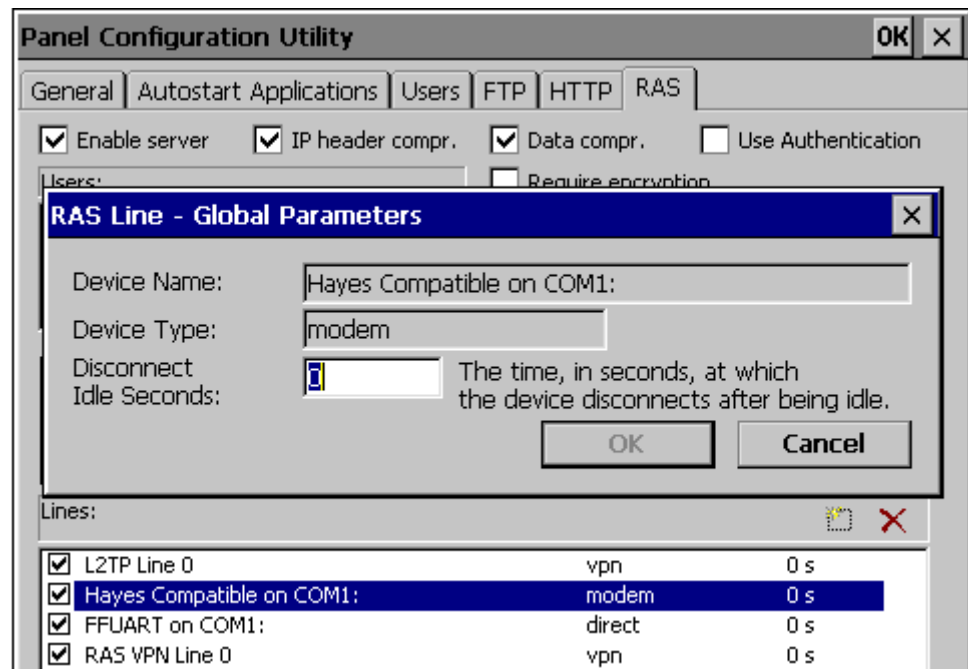 Panel Configuration Utility OK
General Autostart Applications Users FTP HTTP RAS
Enable server IP header compr. Data compr. Use Authentication
Users: Require encryption
RAS Line - Global Parameters
Device Name: Hayes Compatible on COM1:
Device Type: modem
Disconnect
Idle Seconds: 0 The time, in seconds, at which
the device disconnects after being idle.
OK Cancel
Lines:
L2TP Line 0 vpn 0 s
Hayes Compatible on COM1: modem 0 s
FFUART on COM1: direct 0 s
RAS VPN Line 0 vpn 0 s